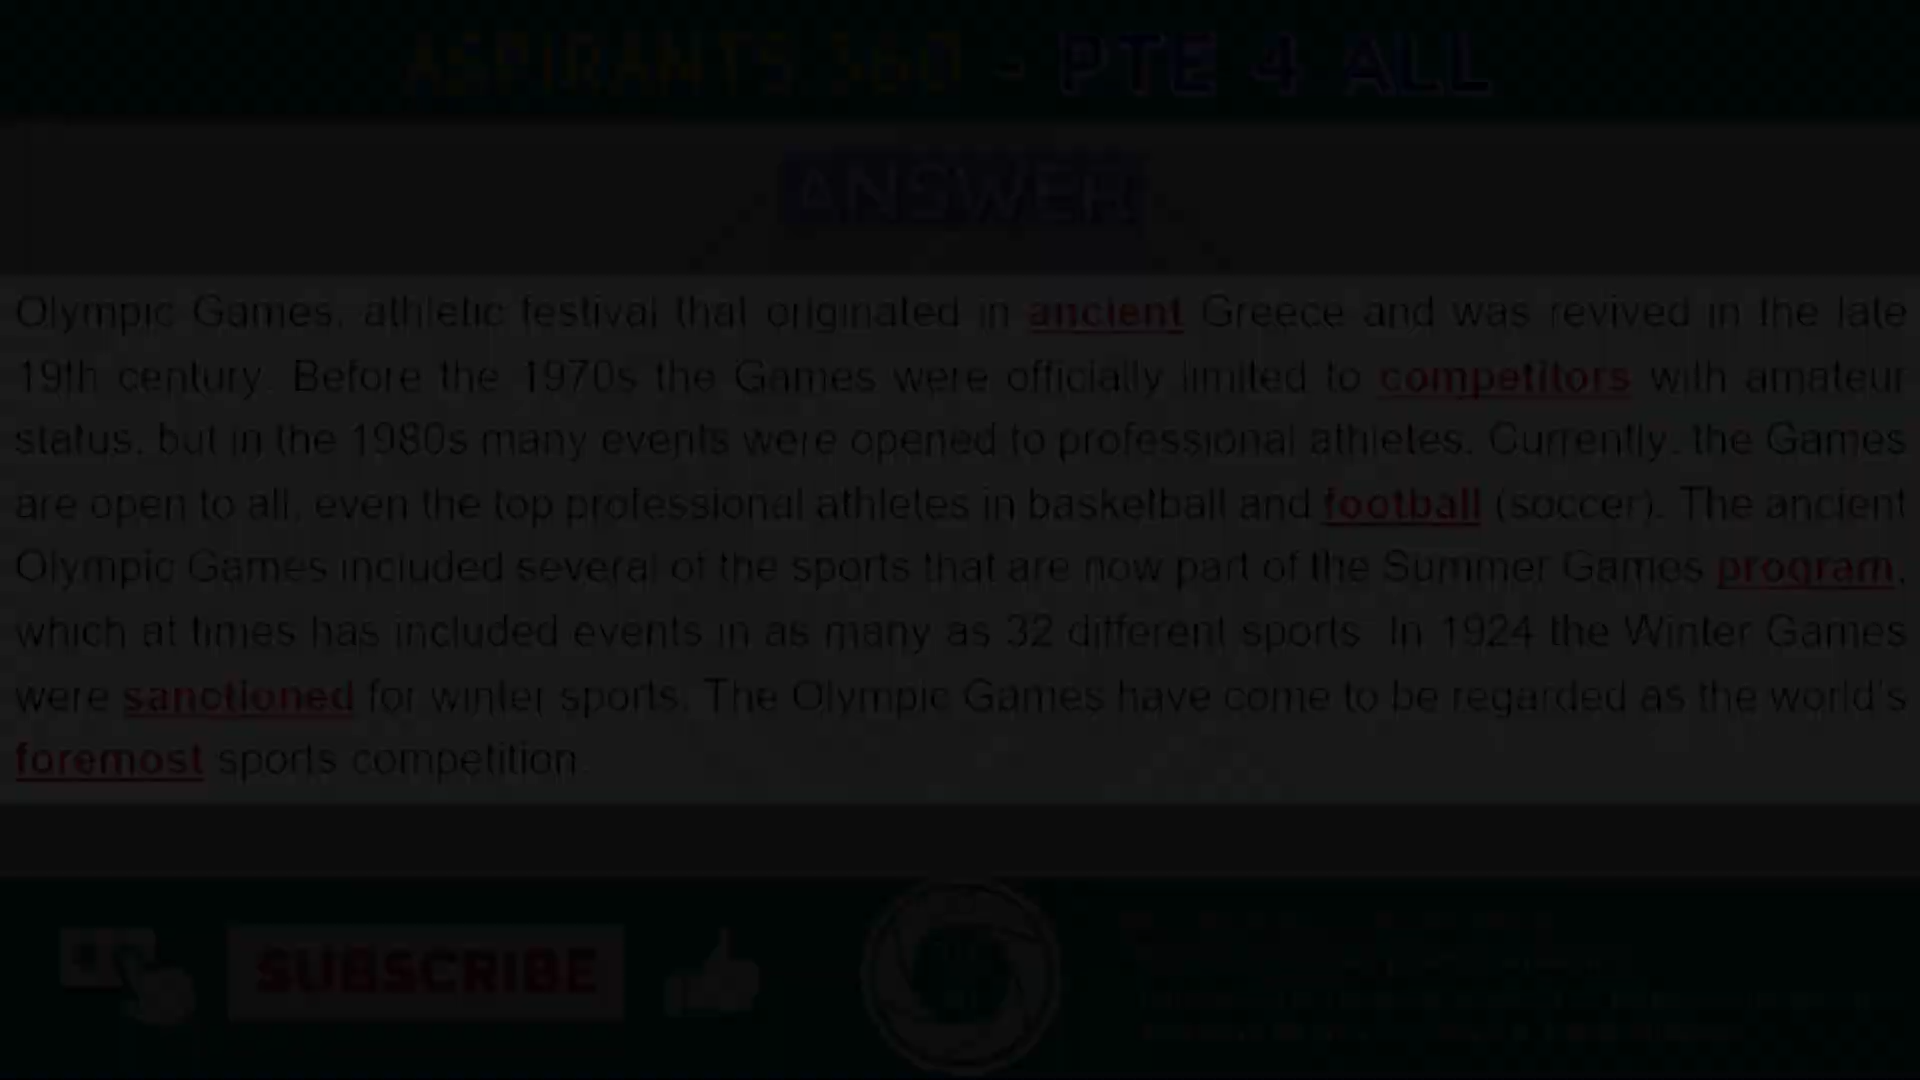 ASPIRANTS 360 - PTE 4 ALL
ANSWER
Olympic Games, athletic festival that originated in ancient Greece and was revived in the late
19th century. Before the 1970s the Games were officially limited to competitors with amateur
status, but in the 1980s many events were opened to professional athletes. Currently, the Games
are open to all, even the top professional athletes in basketball and football (soccer). The ancient
Olympic Games included several of the sports that are now part of the Summer Games program,
which at times has included events in as many as 32 different sports. In 1924 the Winter Games
were sanctioned for winter sports. The Olympic Games have come to be regarded as the world's
foremost sports competition.
SUBSCRIBE